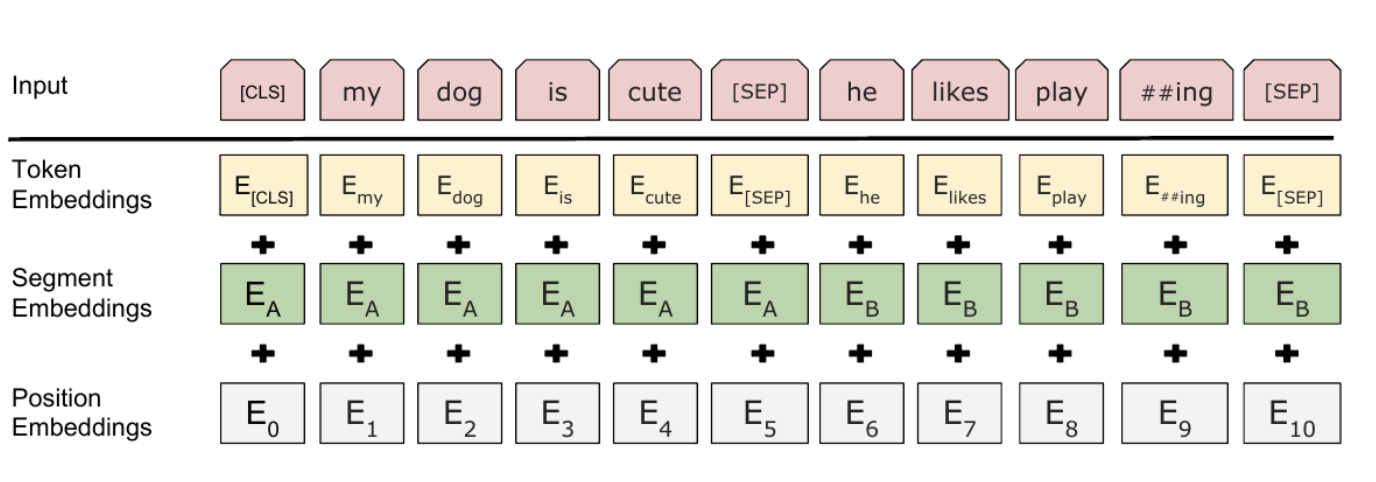 Input [CLS] my dog is cute [SEP] he likes play ##ing [SEP]
Token
Embeddings E[CLS] Emy Edog Eis Ecute E[SEP] Ehe Elikes Eplay E##ing E[SEP]
+ + + + + + + + + + +
Segment
Embeddings EA EA EA EA EA EA EB EB EB EB EB
+ + + + + + + + + + +
Position
Embeddings E0 E1 E2 E3 E4 E5 E6 E7 E8 E9 E10